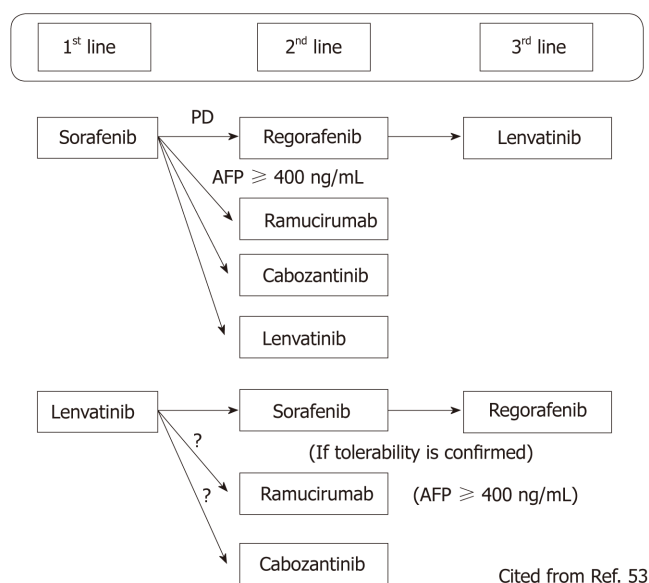 1st line 2nd line 3rd line
PD
Sorafenib Regorafenib Lenvatinib
AFP ⩾ 400 ng/mL
Ramucirumab
Cabozantinib
Lenvatinib
Lenvatinib Sorafenib Regorafenib
?
(If tolerability is confirmed)
?
Ramucirumab (AFP ⩾ 400 ng/mL)
Cabozantinib
Cited from Ref. 53